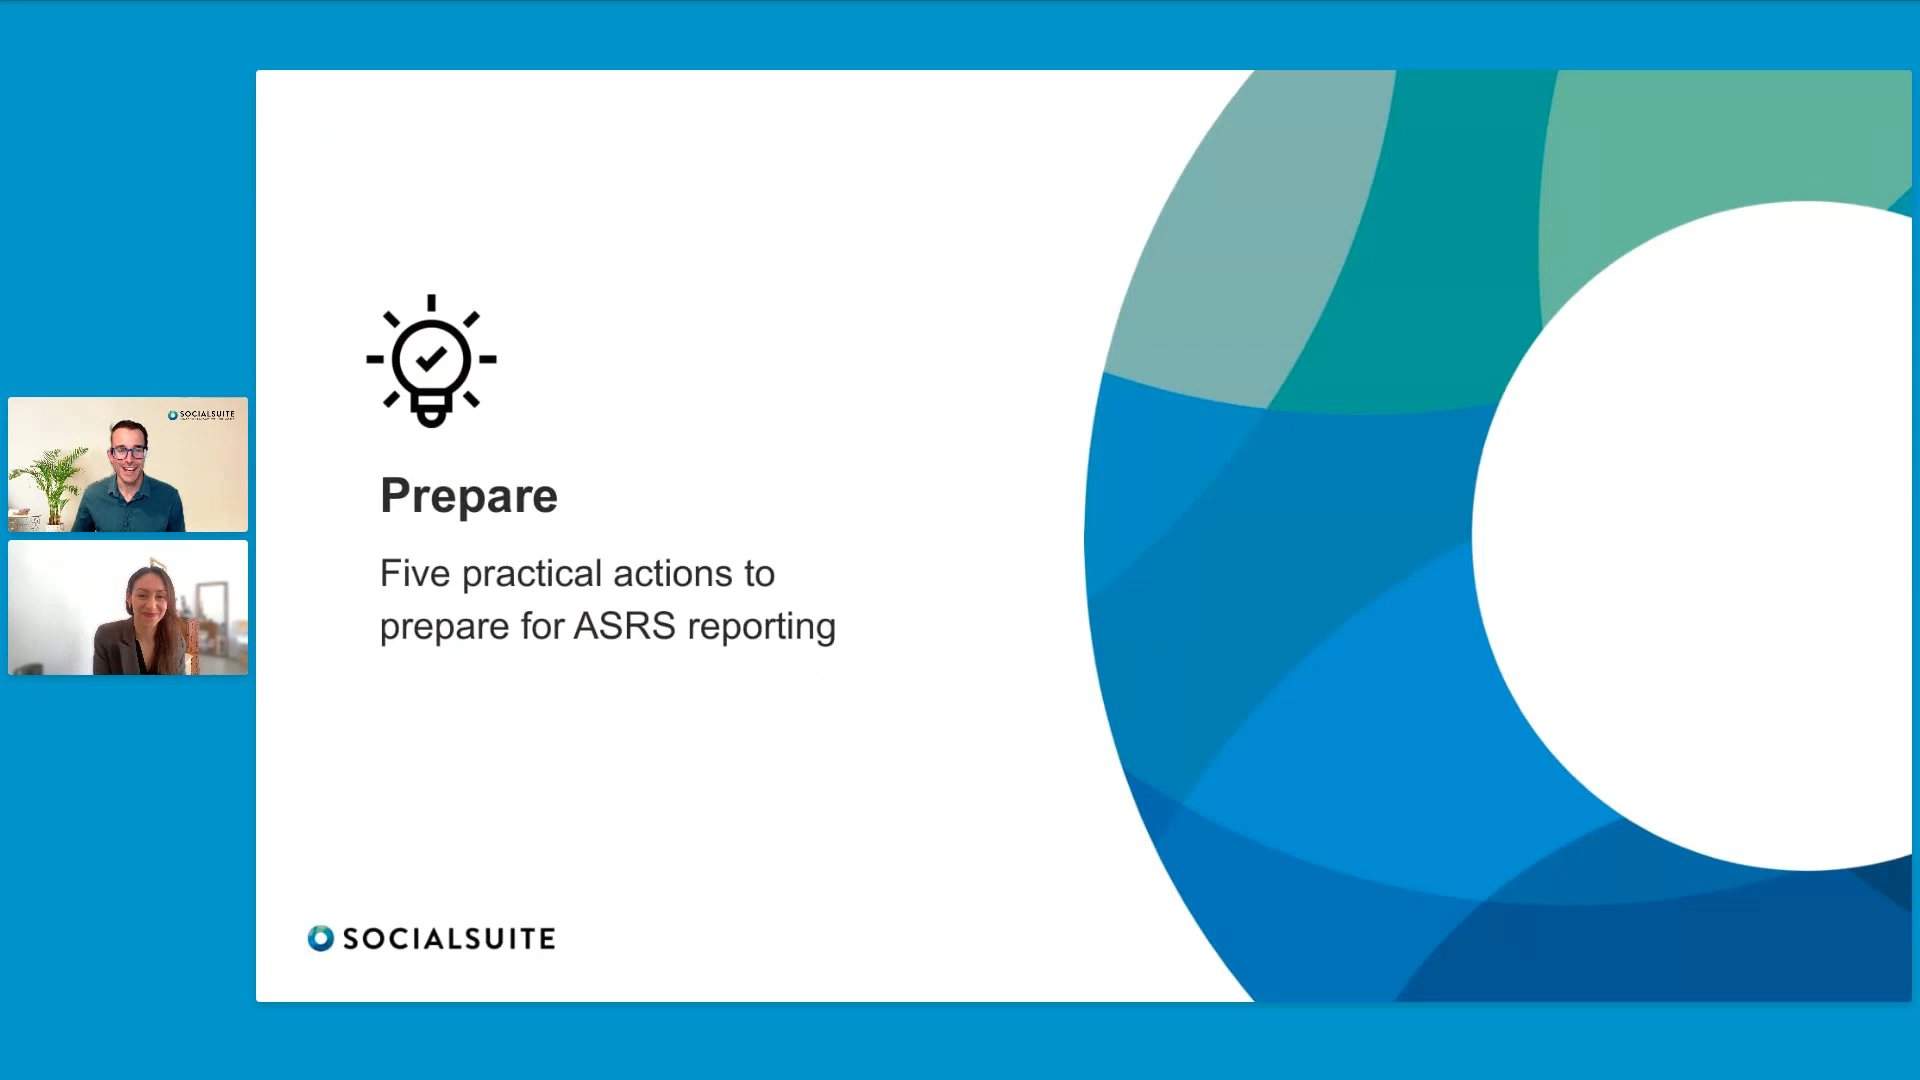 SOCIALSUITE
Prepare
Five practical actions to
prepare for ASRS reporting
SOCIALSUITE